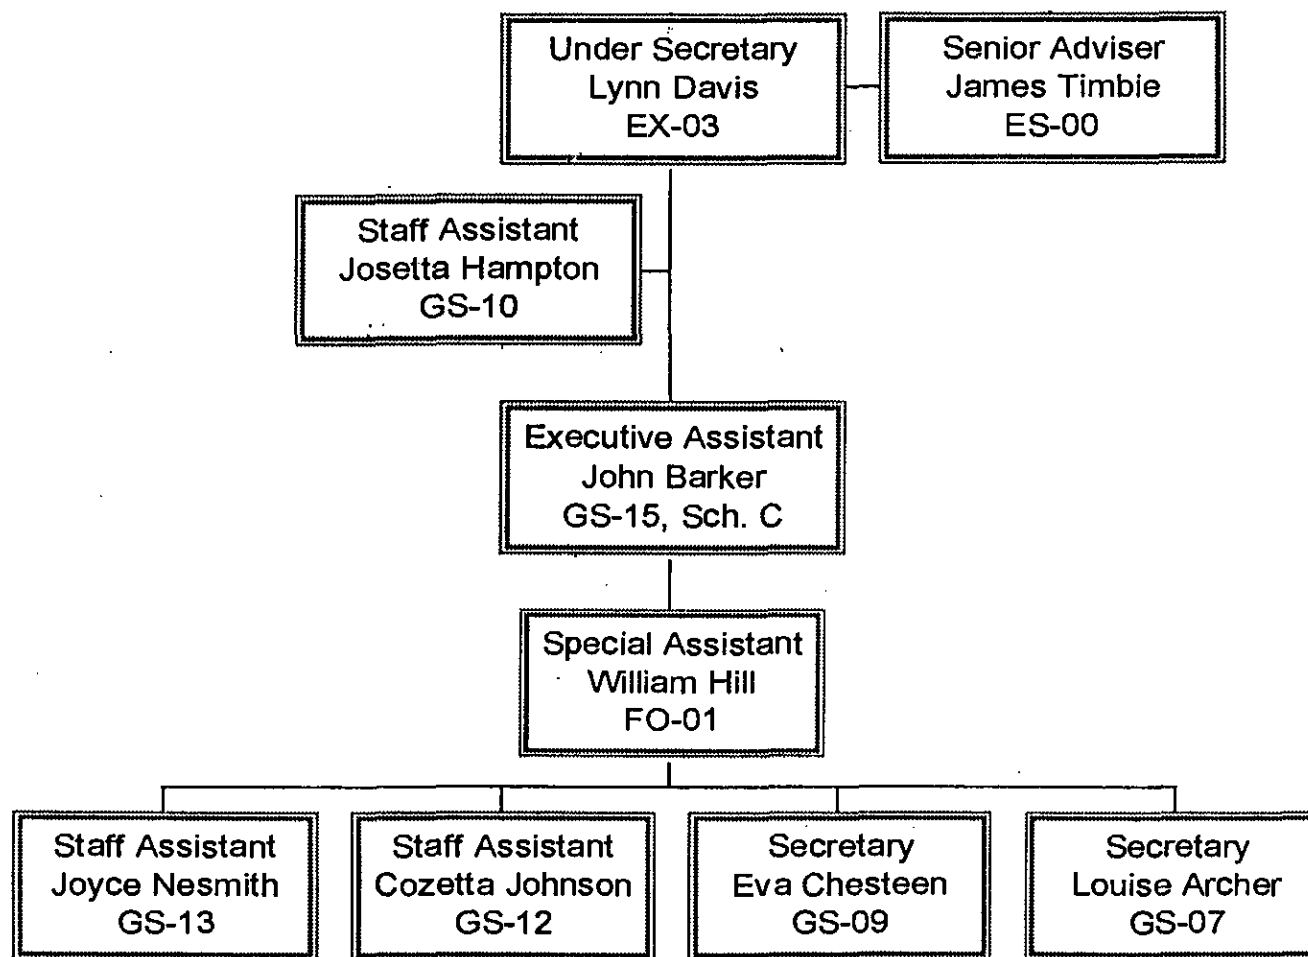 Under Secretary
Lynn Davis
EX-03
Senior Adviser
James Timbie
ES-00
Staff Assistant
Josetta Hampton
GS-10
Executive Assistant
John Barker
GS-15, Sch. C
Special Assistant
William Hill
FO-01
Staff Assistant
Joyce Nesmith
GS-13
Staff Assistant
Cozetta Johnson
GS-12
Secretary
Eva Chesteen
GS-09
Secretary
Louise Archer
GS-07